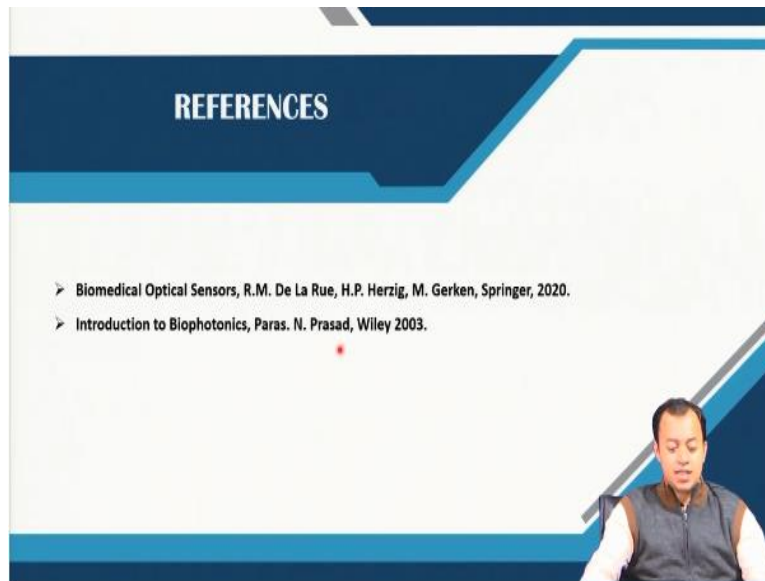 REFERENCES
➤ Biomedical Optical Sensors, R.M. De La Rue, H.P. Herzig, M. Gerken, Springer, 2020.
➤ Introduction to Biophotonics, Paras. N. Prasad, Wiley 2003.